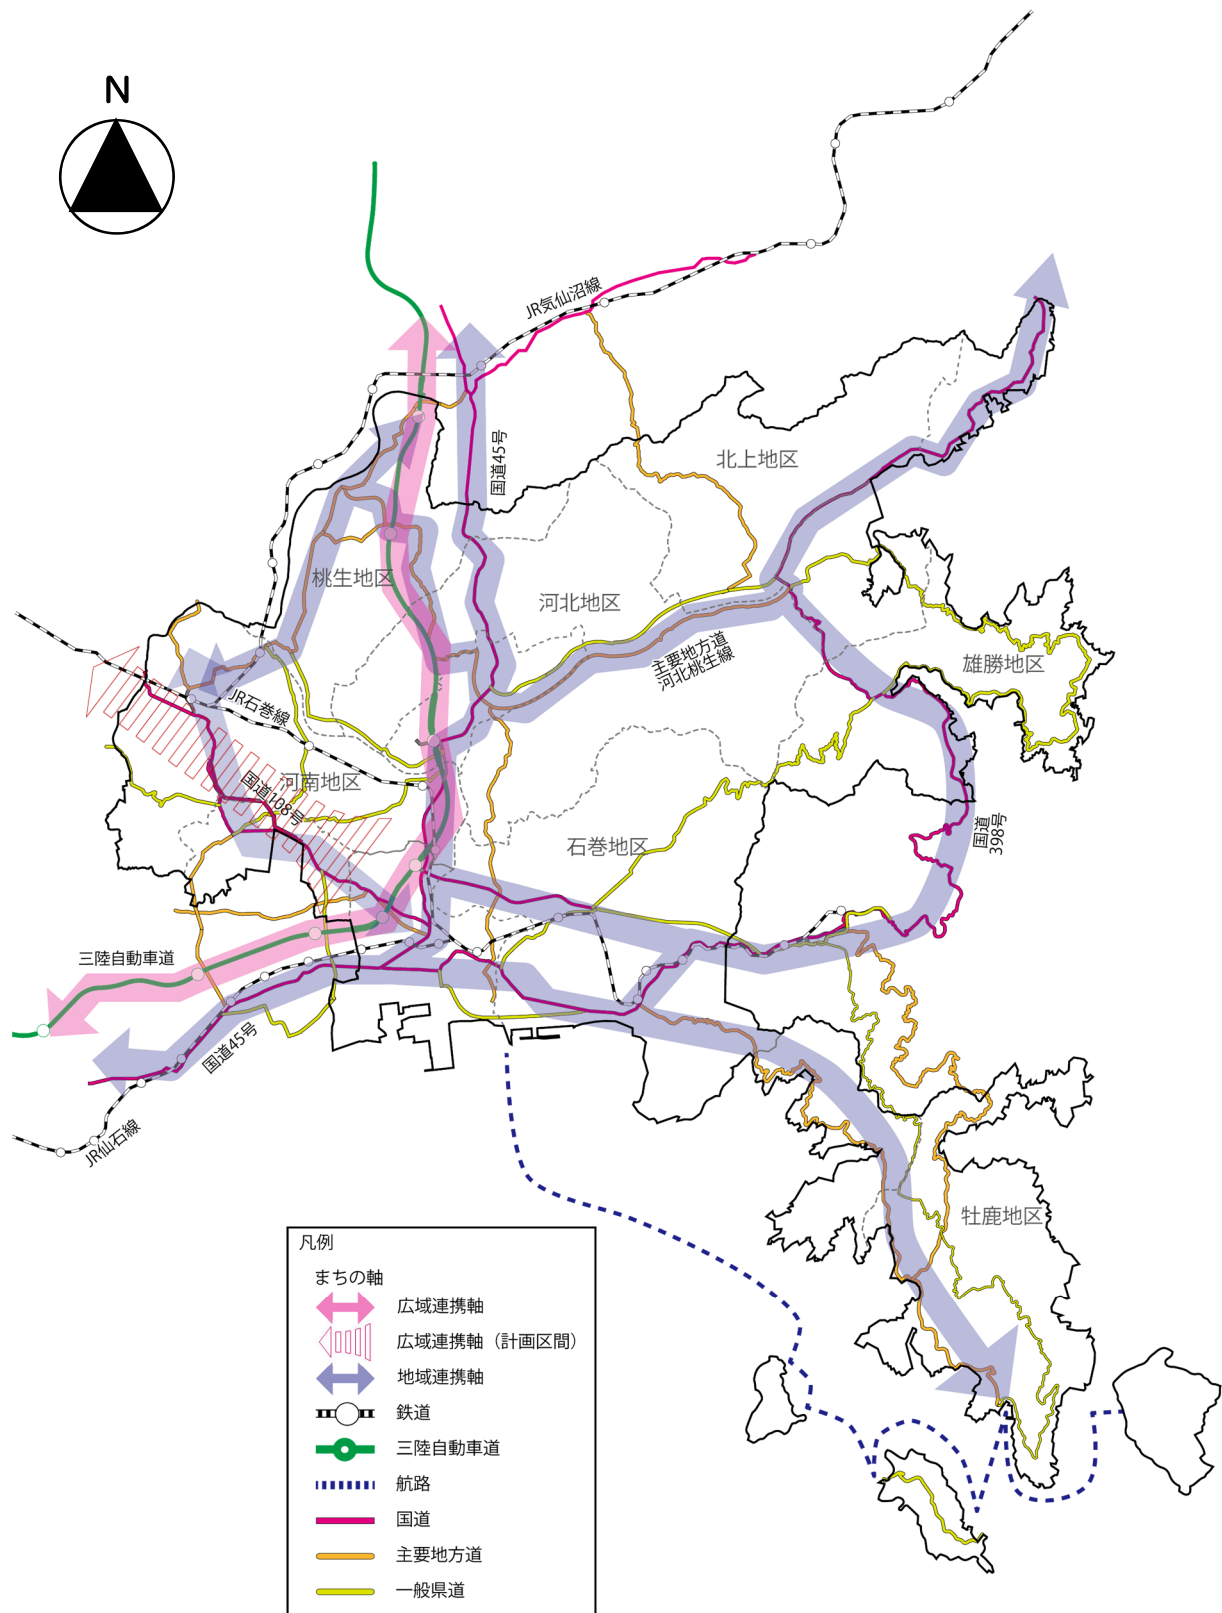 N
JR気仙沼線
国道45号
北上地区
桃生地区
河北地区
主要地方道
河北桃生線
雄勝地区
JR石巻線
河南地区
国道108号
石巻地区
国道
398号
三陸自動車道
国道45号
JR仙石線
牡鹿地区
凡例
まちの軸
広域連携軸
広域連携軸（計画区間）
地域連携軸
鉄道
三陸自動車道
航路
国道
主要地方道
一般県道